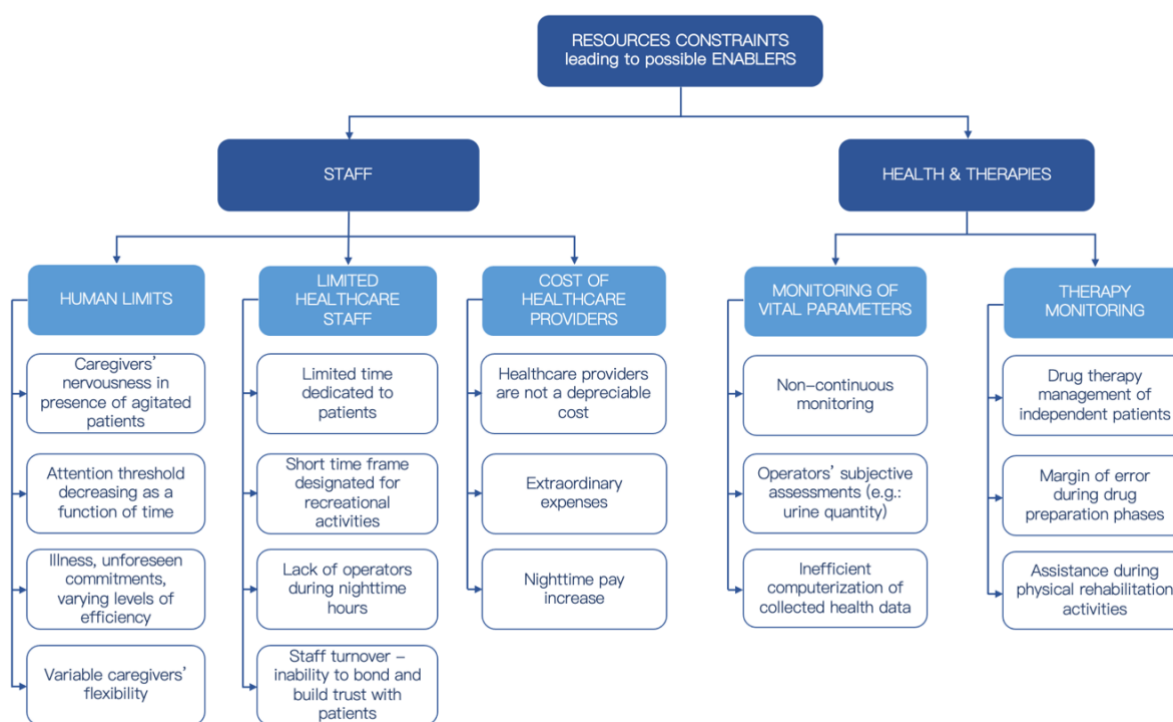 RESOURCES CONSTRAINTS
leading to possible ENABLERS
STAFF
HEALTH & THERAPIES
HUMAN LIMITS
LIMITED
HEALTHCARE
STAFF
COST OF
HEALTHCARE
PROVIDERS
MONITORING OF
VITAL PARAMETERS
THERAPY
MONITORING
Caregivers'
nervousness in
presence of agitated
patients
Attention threshold
decreasing as a
function of time
Illness, unforeseen
commitments,
varying levels of
efficiency
Variable caregivers'
flexibility
Limited time
dedicated to
patients
Short time frame
designated for
recreational
activities
Lack of operators
during nighttime
hours
Staff turnover –
inability to bond and
build trust with
patients
Healthcare providers
are not a depreciable
cost
Extraordinary
expenses
Nighttime pay
increase
Non-continuous
monitoring
Operators' subjective
assessments (e.g.:
urine quantity)
Inefficient
computerization of
collected health data
Drug therapy
management of
independent patients
Margin of error
during drug
preparation phases
Assistance during
physical rehabilitation
activities